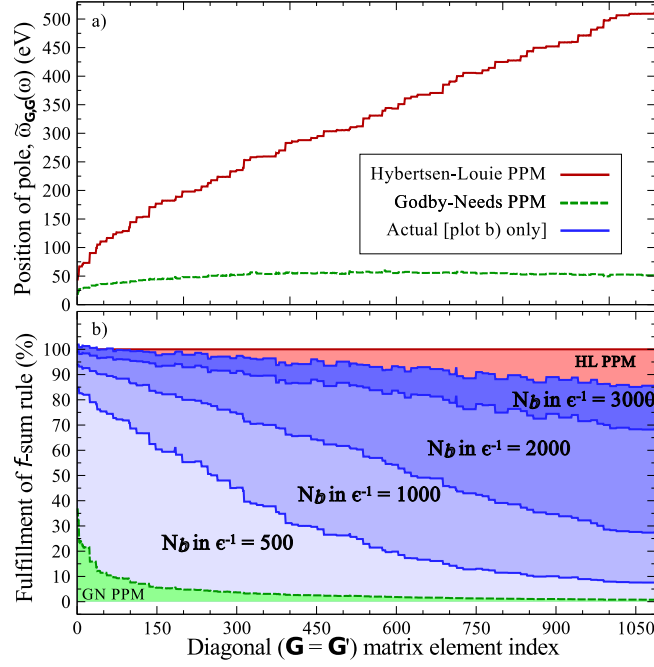 a)
Position of pole, ω̃G,G(ω) (eV)
500
450
400
350
300
250
200
150
100
50
0
Hybertsen-Louie PPM
Godby-Needs PPM
Actual [plot b) only]
b)
Fulfillment of f-sum rule (%)
100
90
80
70
60
50
40
30
20
10
0
HL PPM
Nb in ϵ-1 = 3000
Nb in ϵ-1 = 2000
Nb in ϵ-1 = 1000
Nb in ϵ-1 = 500
GN PPM
0 150 300 450 600 750 900 1050
Diagonal (G = G') matrix element index